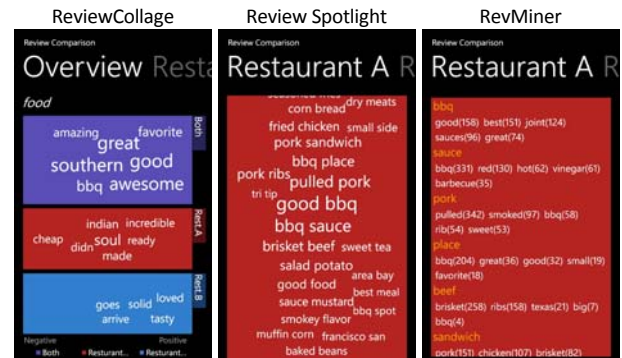 ReviewCollage
Review Spotlight
RevMiner
Review Comparison
Overview Resta
food
Both
amazing favorite
great
southern good
bbq awesome
Rest.A
indian incredible
cheap didn soul ready
made
Rest.B
goes solid loved
arrive tasty
Negative Positive
Both Resturant... Resturant...
Review Comparison
Restaurant A R
seasoned fries
corn bread dry meats
fried chicken small side
pork sandwich
bbq place
pork ribs pulled pork
tri tip
good bbq
bbq sauce
brisket beef sweet tea
salad potato
good food area bay
sauce mustard best meal
smokey flavor bbq spot
muffin corn francisco san
baked beans
Review Comparison
Restaurant A R
bbq
good(158) best(151) joint(124)
sauces(96) great(74)
sauce
bbq(331) red(130) hot(62) vinegar(61)
barbecue(35)
pork
pulled(342) smoked(97) bbq(58)
rib(54) sweet(53)
place
bbq(204) great(36) good(32) small(19)
favorite(18)
beef
brisket(258) ribs(158) texas(21) big(7)
bbq(4)
sandwich
pork(151) chicken(107) brisket(82)